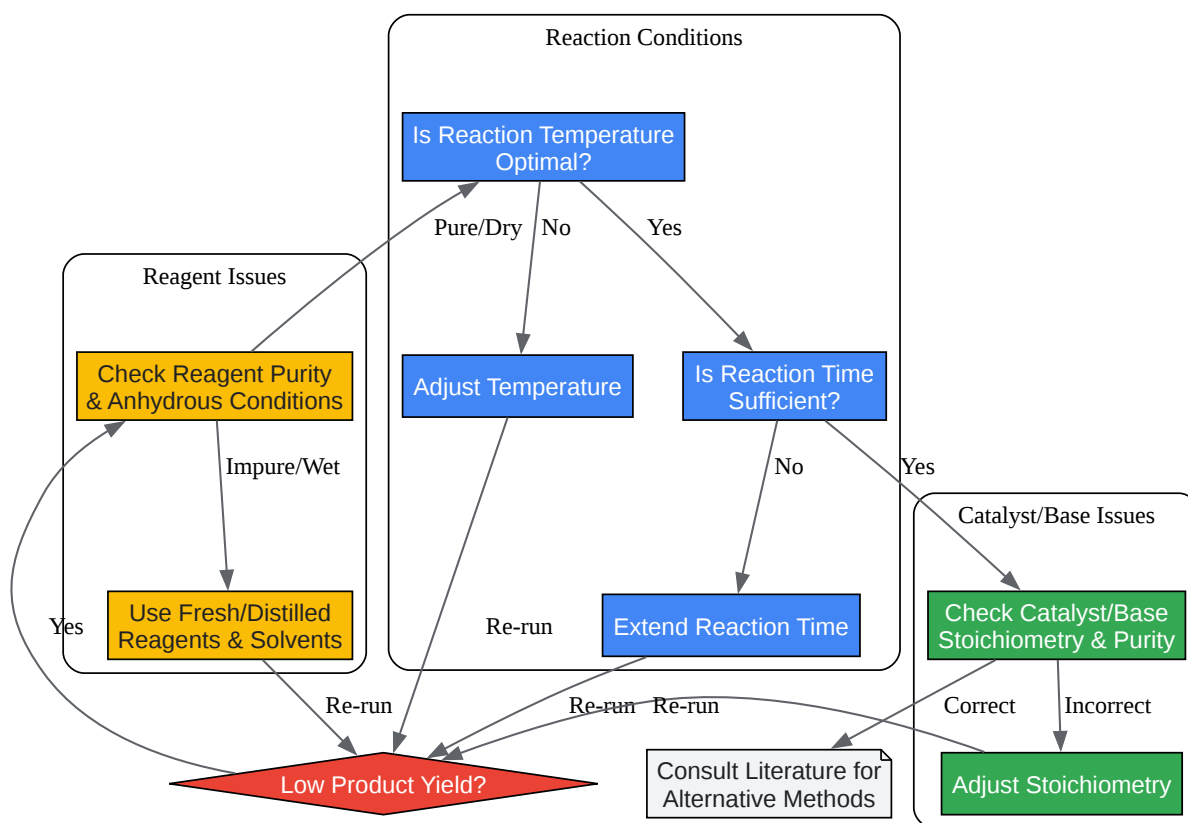 Reaction Conditions
Is Reaction Temperature
Optimal?
Pure/Dry
No
Yes
Reagent Issues
Check Reagent Purity
& Anhydrous Conditions
Adjust Temperature
Is Reaction Time
Sufficient?
Impure/Wet
No
Yes
Catalyst/Base Issues
Use Fresh/Distilled
Reagents & Solvents
Yes
Re-run
Extend Reaction Time
Check Catalyst/Base
Stoichiometry & Purity
Re-run
Re-run
Re-run
Correct
Incorrect
Low Product Yield?
Consult Literature for
Alternative Methods
Adjust Stoichiometry